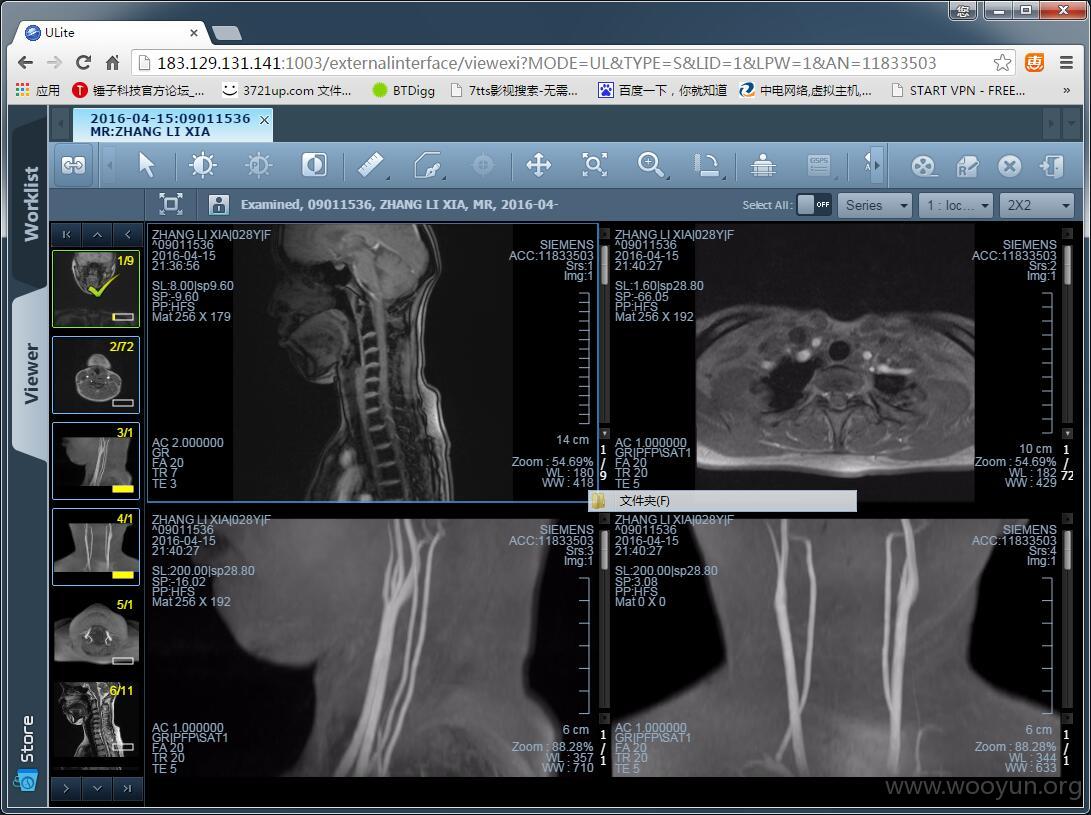 您
ULite
183.129.131.141:1003/externalinterface/viewexi?MODE=UL&TYPE=S&LID=1&LPW=1&AN=11833503
应用
锤子科技官方论坛_...
3721up.com 文件...
BTDigg
7tts影视搜索-无需...
百度一下，你就知道
中电网络,虚拟主机,...
START VPN - FREE...
»
2016-04-15:09011536
MR:ZHANG LI XIA
Worklist
Viewer
Store
GSPS
Examined, 09011536, ZHANG LI XIA, MR, 2016-04-
Select All :
OFF
Series
1 : loc...
2X2
1/9
2/72
3/1
4/1
5/1
6/11
ZHANG LI XIA|028Y|F
^09011536
2016-04-15
21:36:56
SL:8.00|sp9.60
SP:-9.60
PP:HFS
Mat 256 X 179
SIEMENS
ACC:11833503
Srs:1
Img:1
AC 2.000000
GR
FA 20
TR 7
TE 3
14 cm
Zoom : 54.69%
WL : 180
WW : 418
1
/
9
ZHANG LI XIA|028Y|F
^09011536
2016-04-15
21:40:27
SL:1.60|sp28.80
SP:-66.05
PP:HFS
Mat 256 X 192
SIEMENS
ACC:11833503
Srs:2
Img:1
AC 1.000000
GR|PFP\SAT1
FA 20
TR 20
TE 5
10 cm
Zoom : 54.69%
WL : 182
WW : 429
1
/
72
文件夹(F)
ZHANG LI XIA|028Y|F
^09011536
2016-04-15
21:40:27
SL:200.00|sp28.80
SP:-16.02
PP:HFS
Mat 256 X 192
SIEMENS
ACC:11833503
Srs:3
Img:1
AC 1.000000
GR|PFP\SAT1
FA 20
TR 20
TE 5
6 cm
Zoom : 88.28%
WL : 357
WW : 710
1
/
1
ZHANG LI XIA|028Y|F
^09011536
2016-04-15
21:40:27
SL:200.00|sp28.80
SP:3.08
PP:HFS
Mat 0 X 0
SIEMENS
ACC:11833503
Srs:4
Img:1
AC 1.000000
GR|PFP\SAT1
FA 20
TR 20
TE 5
6 cm
Zoom : 88.28%
WL : 344
WW : 633
1
/
1
www.wooyun.org